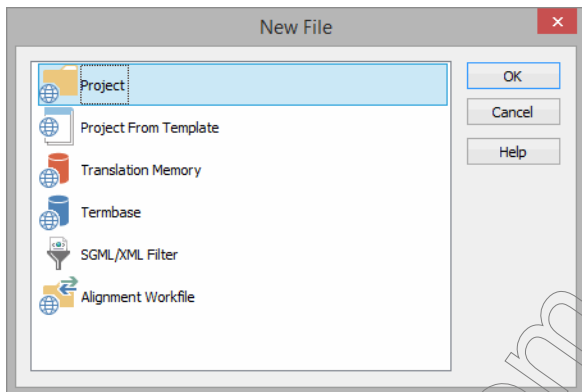 New File
Project
Project From Template
Translation Memory
Termbase
SGML/XML Filter
Alignment Workfile
OK
Cancel
Help